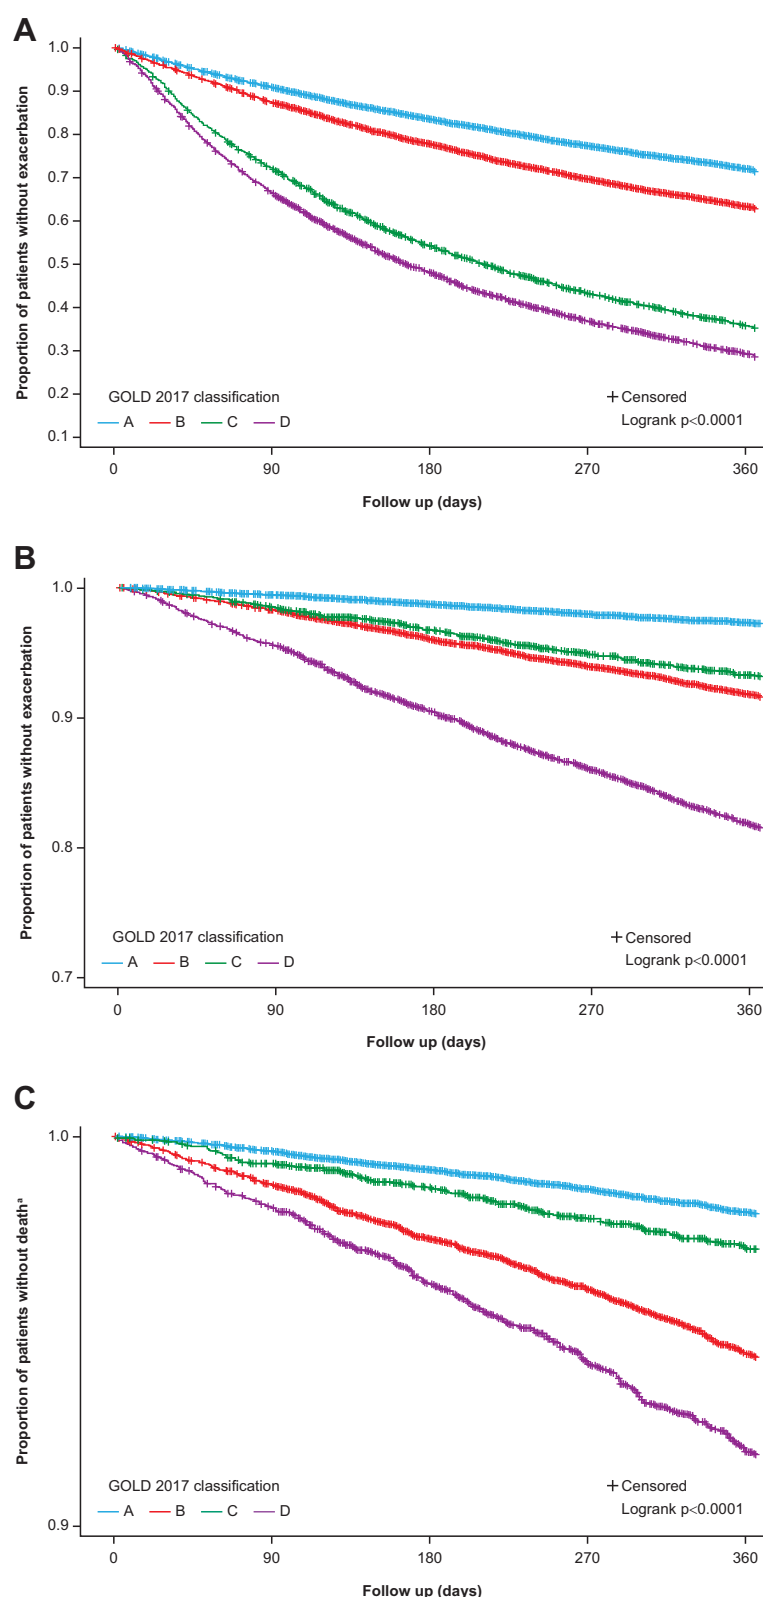 A
Proportion of patients without exacerbation
1.0
0.9
0.8
0.7
0.6
0.5
0.4
0.3
0.2
0.1
GOLD 2017 classification
A B C D
+ Censored
Logrank p<0.0001
0 90 180 270 360
Follow up (days)
B
Proportion of patients without exacerbation
1.0
0.9
0.8
0.7
GOLD 2017 classification
A B C D
+ Censored
Logrank p<0.0001
0 90 180 270 360
Follow up (days)
C
Proportion of patients without deathᵃ
1.0
0.9
GOLD 2017 classification
A B C D
+ Censored
Logrank p<0.0001
0 90 180 270 360
Follow up (days)